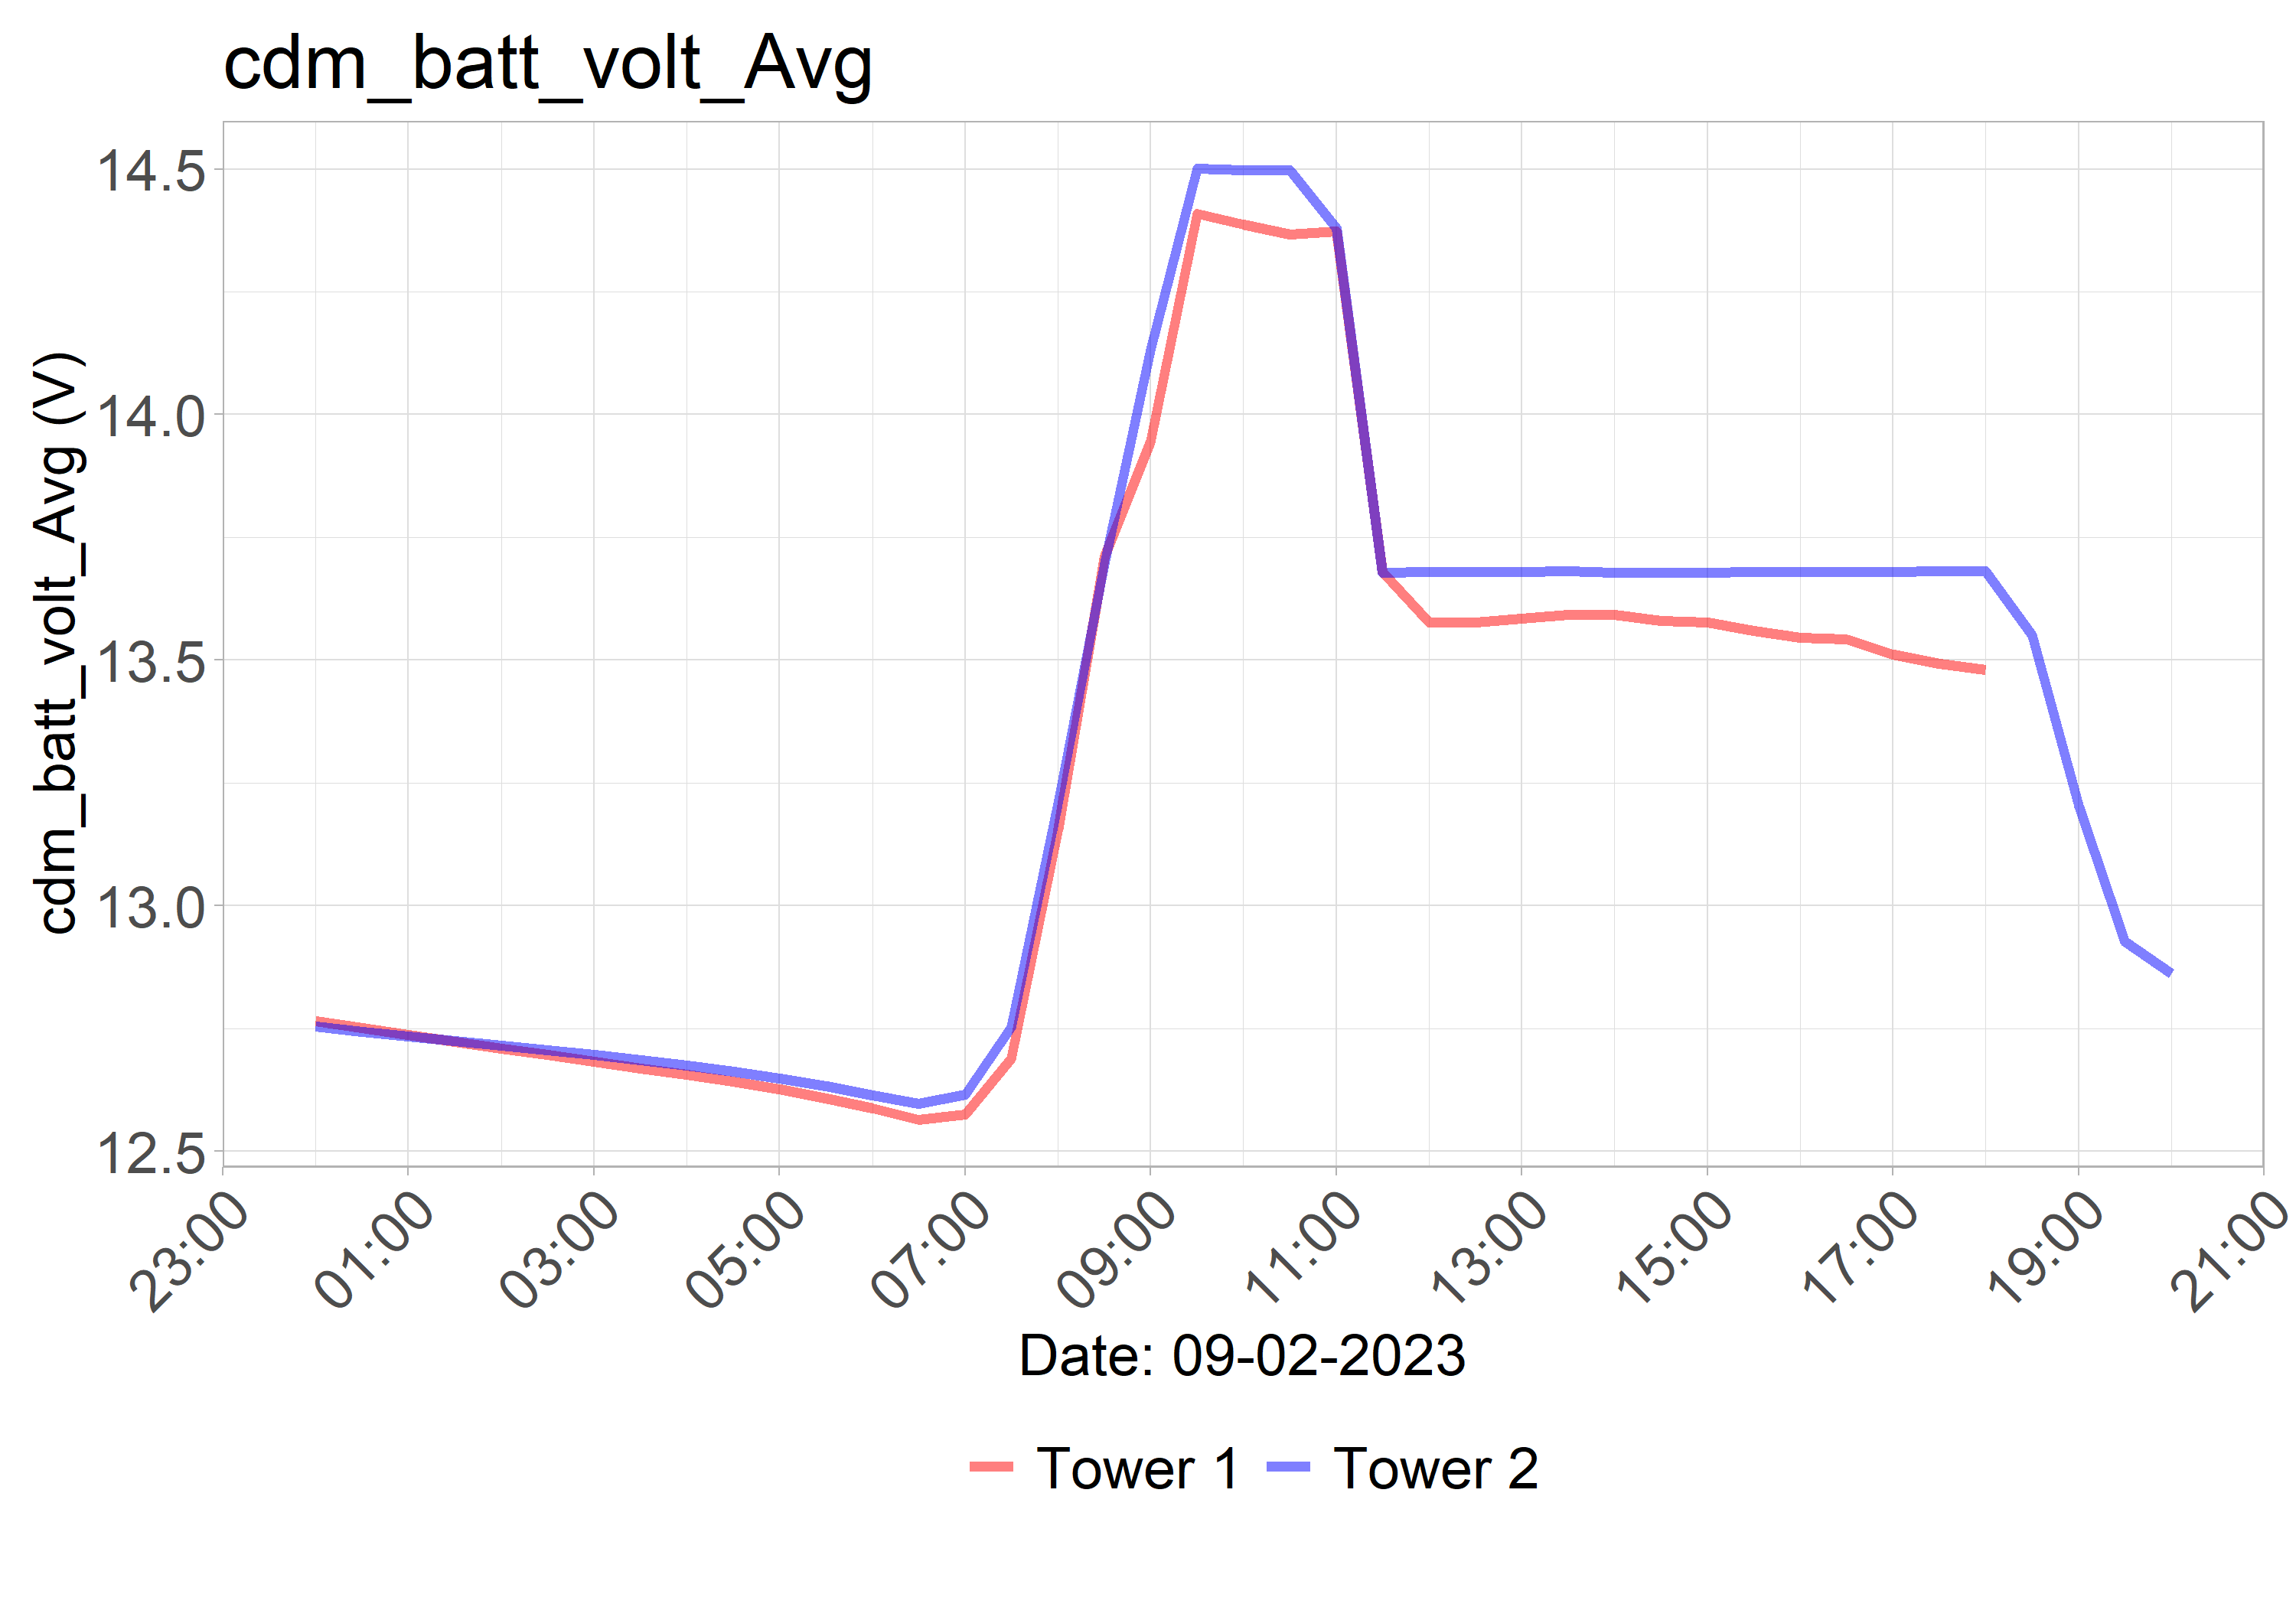 cdm_batt_volt_Avg
cdm_batt_volt_Avg (V)
14.5
14.0
13.5
13.0
12.5
23:00 01:00 03:00 05:00 07:00 09:00 11:00 13:00 15:00 17:00 19:00 21:00
Date: 09-02-2023
Tower 1 Tower 2